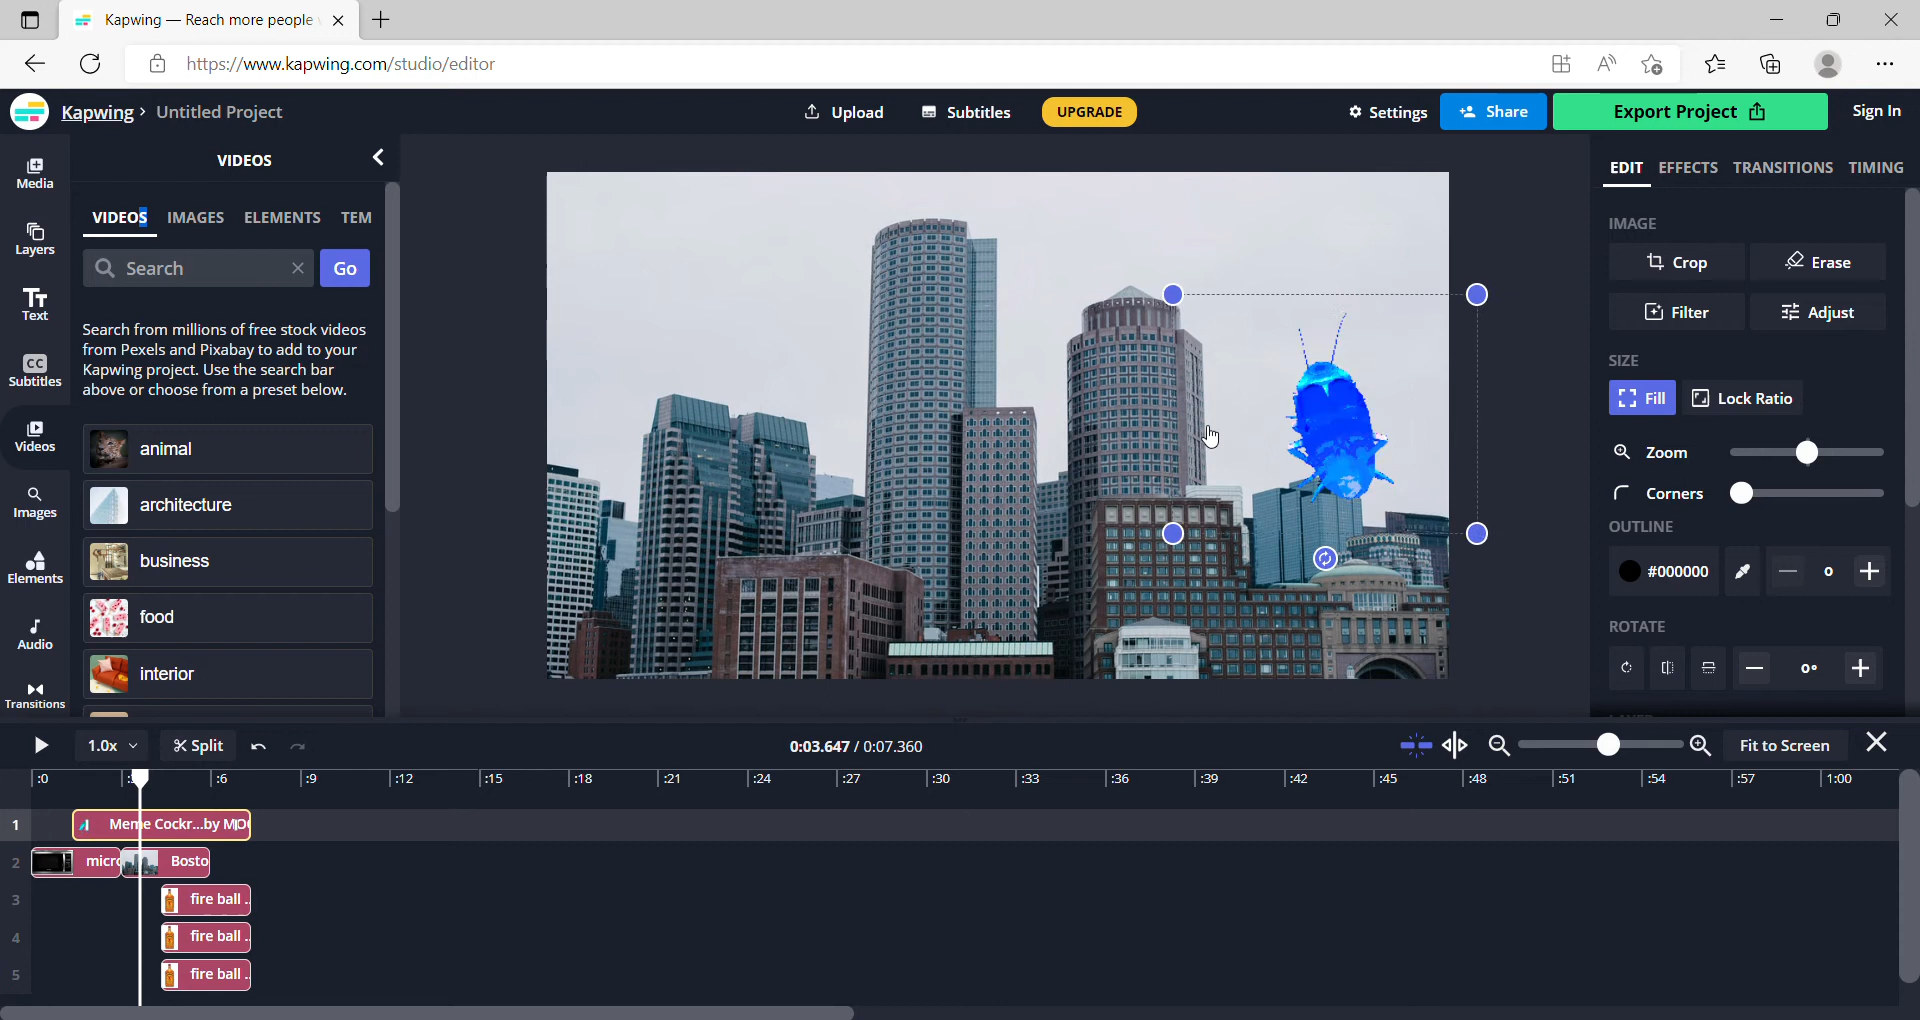 Kapwing — Reach more people
https://www.kapwing.com/studio/editor
Kapwing › Untitled Project
Upload
Subtitles
UPGRADE
Settings
Share
Export Project
Sign In
Media
Layers
Text
CC
Subtitles
Videos
Images
Elements
Audio
Transitions
VIDEOS
VIDEOS IMAGES ELEMENTS TEM
Search
Go
Search from millions of free stock videos
from Pexels and Pixabay to add to your
Kapwing project. Use the search bar
above or choose from a preset below.
animal
architecture
business
food
interior
EDIT EFFECTS TRANSITIONS TIMING
IMAGE
Crop
Erase
Filter
Adjust
SIZE
Fill
Lock Ratio
Zoom
Corners
OUTLINE
#000000
0
ROTATE
0°
1.0x
Split
0:03.647 / 0:07.360
Fit to Screen
:0 :6 :9 :12 :15 :18 :21 :24 :27 :30 :33 :36 :39 :42 :45 :48 :51 :54 :57 1:00
1 Meme Cockr...by MO
2 micro Bosto
3 fire ball ..
4 fire ball ..
5 fire ball ..